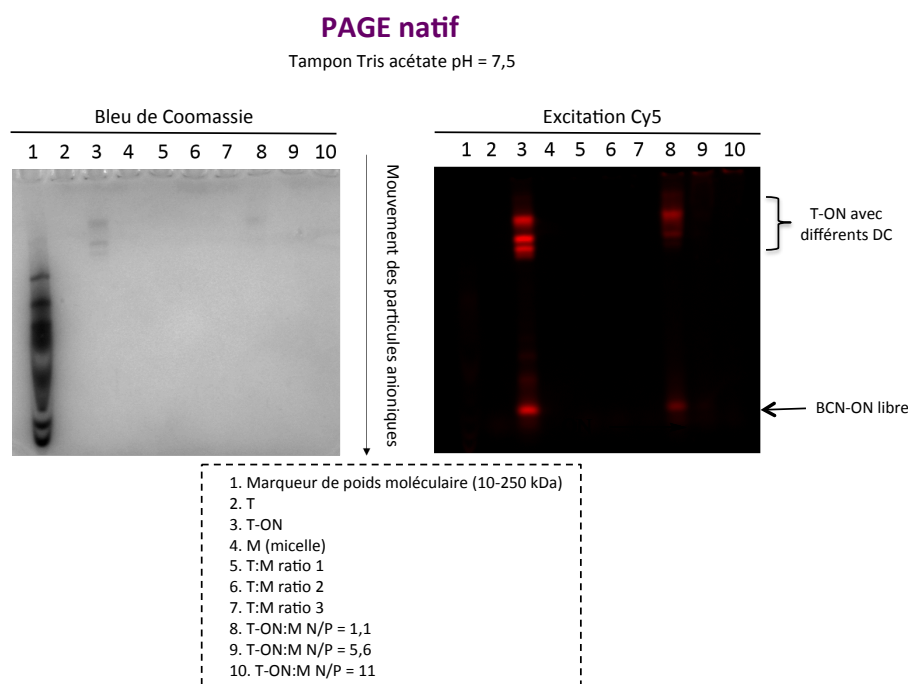 PAGE natif
Tampon Tris acétate pH = 7,5
Bleu de Coomassie
1 2 3 4 5 6 7 8 9 10
Mouvement des particules anioniques
Excitation Cy5
1 2 3 4 5 6 7 8 9 10
T-ON avec
différents DC
BCN-ON libre
1. Marqueur de poids moléculaire (10-250 kDa)
2. T
3. T-ON
4. M (micelle)
5. T:M ratio 1
6. T:M ratio 2
7. T:M ratio 3
8. T-ON:M N/P = 1,1
9. T-ON:M N/P = 5,6
10. T-ON:M N/P = 11